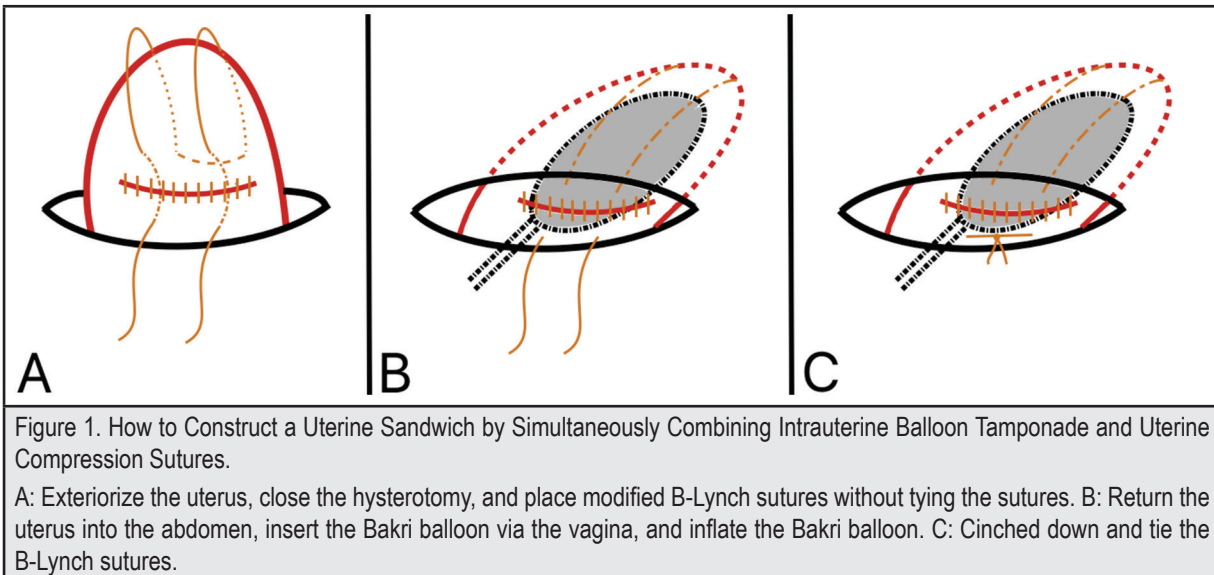 A
B
C
Figure 1. How to Construct a Uterine Sandwich by Simultaneously Combining Intrauterine Balloon Tamponade and Uterine
Compression Sutures.
A: Exteriorize the uterus, close the hysterotomy, and place modified B-Lynch sutures without tying the sutures. B: Return the
uterus into the abdomen, insert the Bakri balloon via the vagina, and inflate the Bakri balloon. C: Cinched down and tie the
B-Lynch sutures.